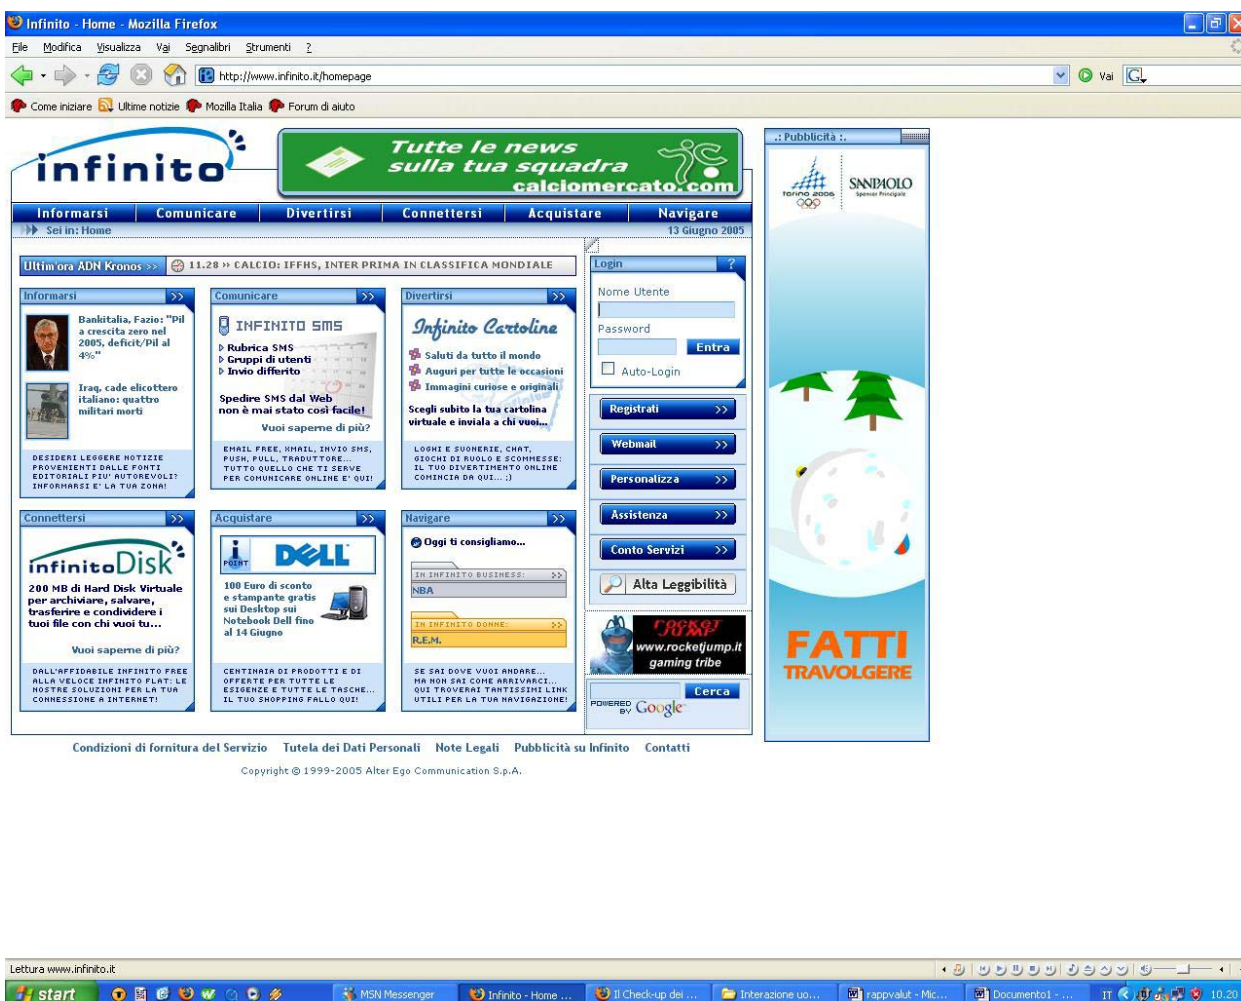 Infinito - Home - Mozilla Firefox
File Modifica Visualizza Vai Segnalibri Strumenti ?
http://www.infinito.it/homepage Vai
Come iniziare Ultime notizie Mozilla Italia Forum di aiuto
infinito
Tutte le news
sulla tua squadra
calciomercato.com
Informarsi Comunicare Divertirsi Connettersi Acquistare Navigare
Sei in: Home 13 Giugno 2005
Ultim'ora ADN Kronos >> 11.28 » CALCIO: IFFHS, INTER PRIMA IN CLASSIFICA MONDIALE
Informarsi >>
Bankitalia, Fazio: "Pil
a crescita zero nel
2005, deficit/Pil al
4%"
Iraq, cade elicottero
italiano: quattro
militari morti
DESIDERI LEGGERE NOTIZIE
PROVENIENTI DALLE FONTI
EDITORIALI PIU' AUTOREVOLI?
INFORMARSI E' LA TUA ZONA!
Comunicare >>
INFINITO SMS
Rubrica SMS
Gruppi di utenti
Invio differito
Spedire SMS dal Web
non è mai stato così facile!
Vuoi saperne di più?
EMAIL FREE, XMAIL, INVIO SMS,
PUSH, PULL, TRADUTTORE...
TUTTO QUELLO CHE TI SERVE
PER COMUNICARE ONLINE E' QUI!
Divertirsi >>
Infinito Cartoline
Saluti da tutto il mondo
Auguri per tutte le occasioni
Immagini curiose e originali
Scegli subito la tua cartolina
virtuale e inviala a chi vuoi...
LOGHI E SUONERIE, CHAT,
GIOCHI DI RUOLO E SCOMMESSE:
IL TUO DIVERTIMENTO ONLINE
COMINCIA DA QUI... ;)
Connettersi >>
infinitoDisk
200 MB di Hard Disk Virtuale
per archiviare, salvare,
trasferire e condividere i
tuoi file con chi vuoi tu...
Vuoi saperne di più?
DALL'AFFIDABILE INFINITO FREE
ALLA VELOCE INFINITO FLAT: LE
NOSTRE SOLUZIONI PER LA TUA
CONNESSIONE A INTERNET!
Acquistare >>
i POINT DELL
100 Euro di sconto
e stampante gratis
sui Desktop sui
Notebook Dell fino
al 14 Giugno
CENTINAIA DI PRODOTTI E DI
OFFERTE PER TUTTE LE
ESIGENZE E TUTTE LE TASCHE...
IL TUO SHOPPING FALLO QUI!
Navigare >>
Oggi ti consigliamo...
IN INFINITO BUSINESS: >>
NBA
IN INFINITO DONNE: >>
R.E.M.
SE SAI DOVE VUOI ANDARE...
MA NON SAI COME ARRIVARCI...
QUI TROVERAI TANTISSIMI LINK
UTILI PER LA TUA NAVIGAZIONE!
Login ?
Nome Utente
Password
Entra
Auto-Login
Registrati >>
Webmail >>
Personalizza >>
Assistenza >>
Conto Servizi >>
Alta Leggibilità
ROCKET
JUMP
www.rocketjump.it
gaming tribe
Cerca
POWERED
BY Google
.: Pubblicità :.
torino 2006
SANPAOLO
Sponsor Principale
FATTI
TRAVOLGERE
Condizioni di fornitura del Servizio Tutela dei Dati Personali Note Legali Pubblicità su Infinito Contatti
Copyright © 1999-2005 Alter Ego Communication S.p.A.
Lettura www.infinito.it
start MSN Messenger Infinito - Home ... Il Check-up dei ... Interazione uo... rappvalut - Mic... Documento1 - ... IT 10.20